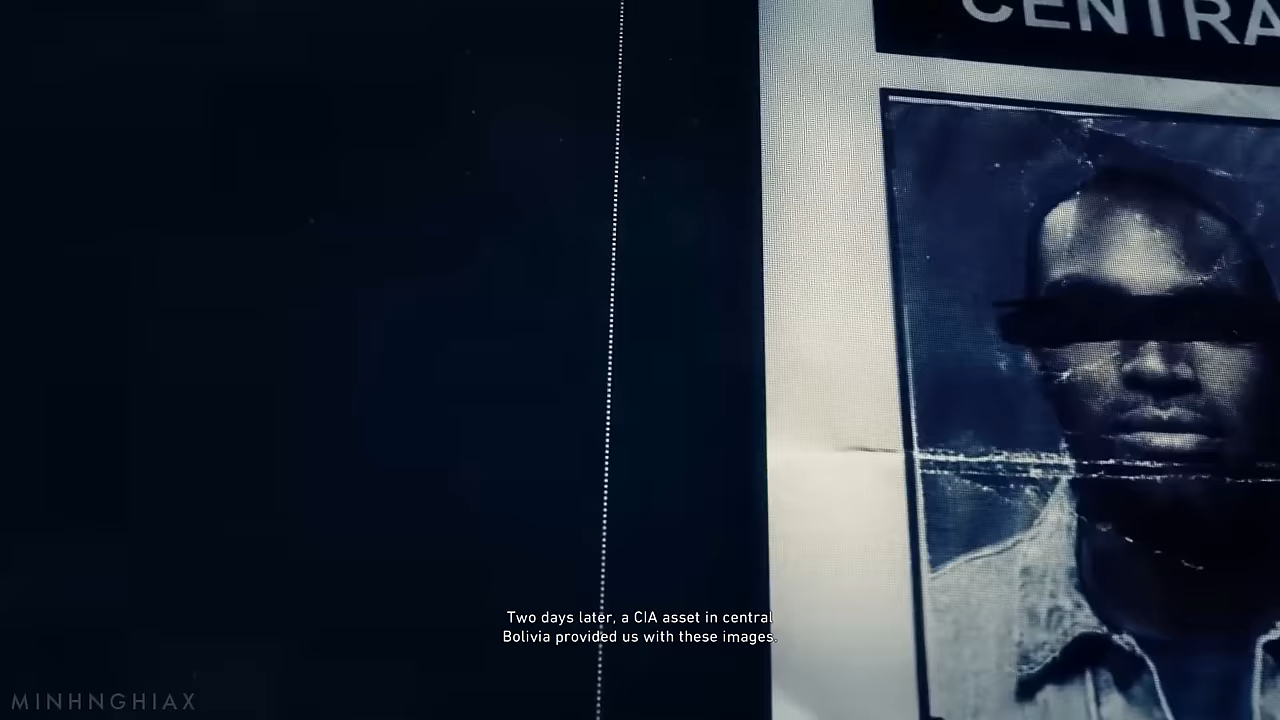 CENTRA
Two days later, a CIA asset in central
Bolivia provided us with these images.
MINHNGHIAX